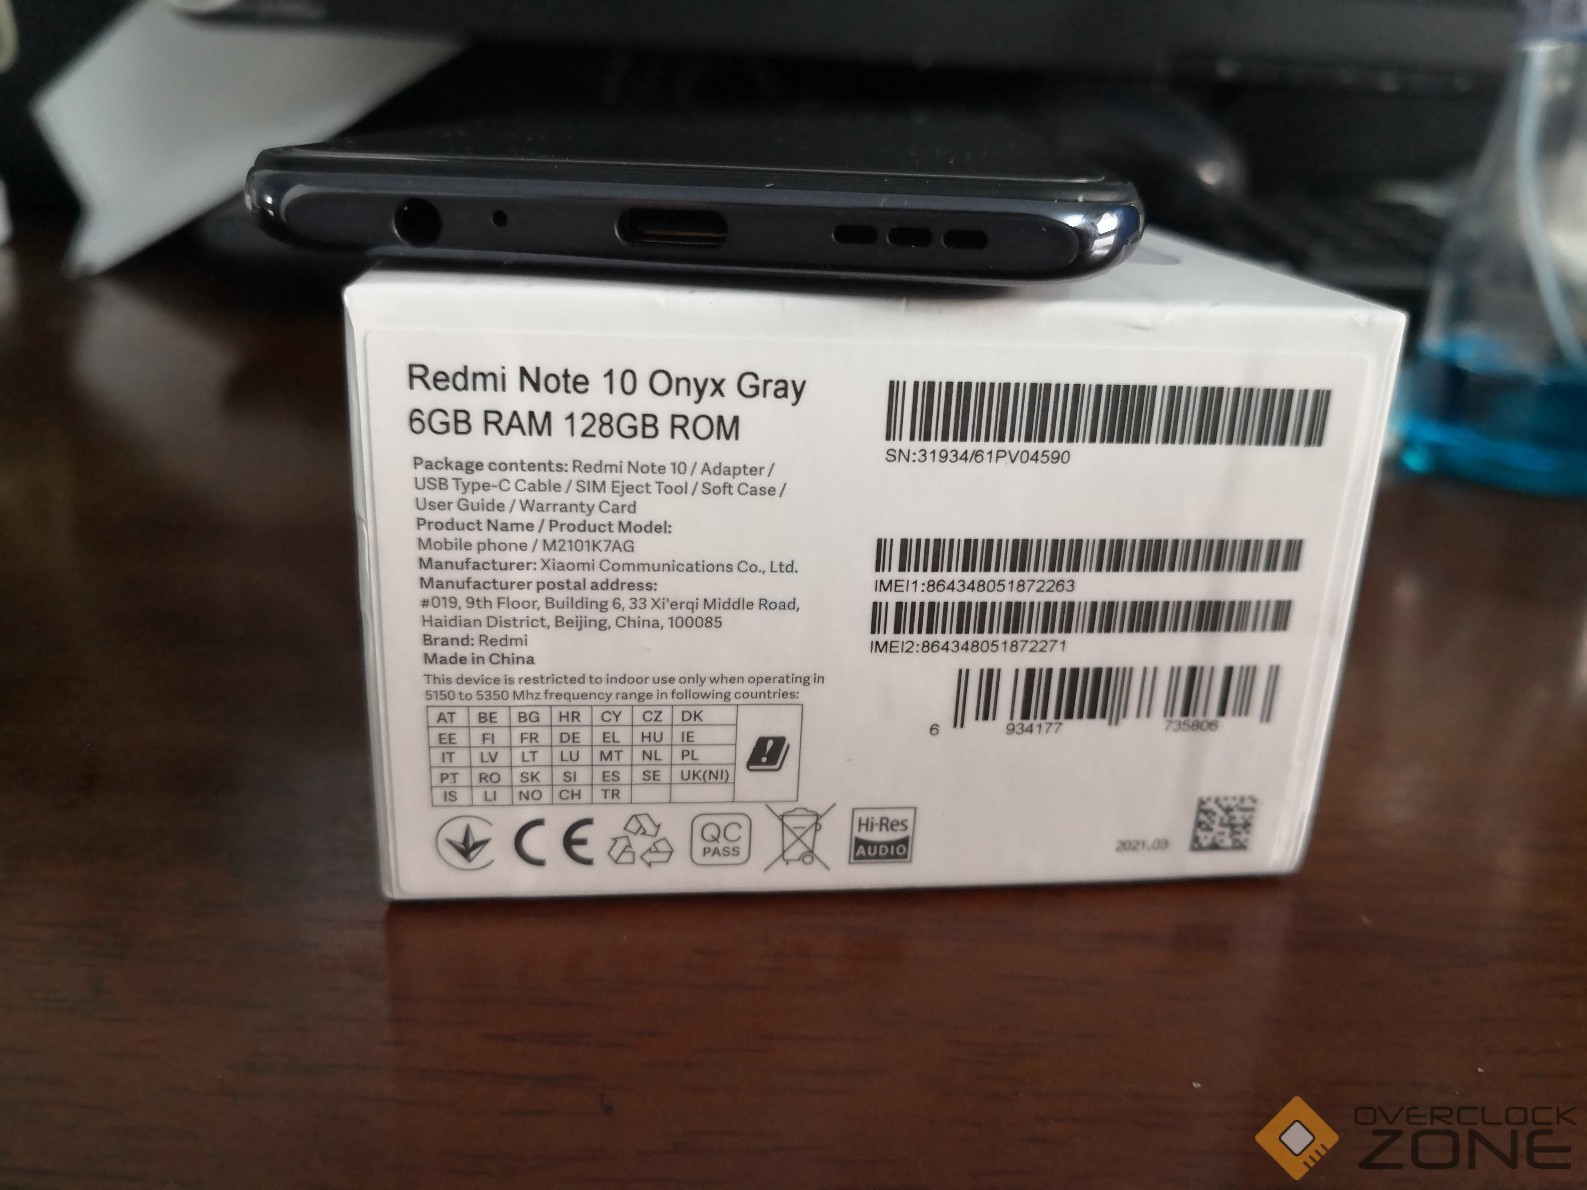 Redmi Note 10 Onyx Gray
6GB RAM 128GB ROM
Package contents: Redmi Note 10 / Adapter /
USB Type-C Cable / SIM Eject Tool / Soft Case /
User Guide / Warranty Card
Product Name / Product Model:
Mobile phone / M2101K7AG
Manufacturer: Xiaomi Communications Co., Ltd.
Manufacturer postal address:
#019, 9th Floor, Building 6, 33 Xi'erqi Middle Road,
Haidian District, Beijing, China, 100085
Brand: Redmi
Made in China
This device is restricted to indoor use only when operating in
5150 to 5350 Mhz frequency range in following countries:
AT BE BG HR CY CZ DK
EE FI FR DE EL HU IE
IT LV LT LU MT NL PL
PT RO SK SI ES SE UK(NI)
IS LI NO CH TR
CE
QC
PASS
Hi-Res
AUDIO
SN:31934/61PV04590
IMEI1:864348051872263
IMEI2:864348051872271
6 934177 735806
2021.03
OVERCLOCK
ZONE